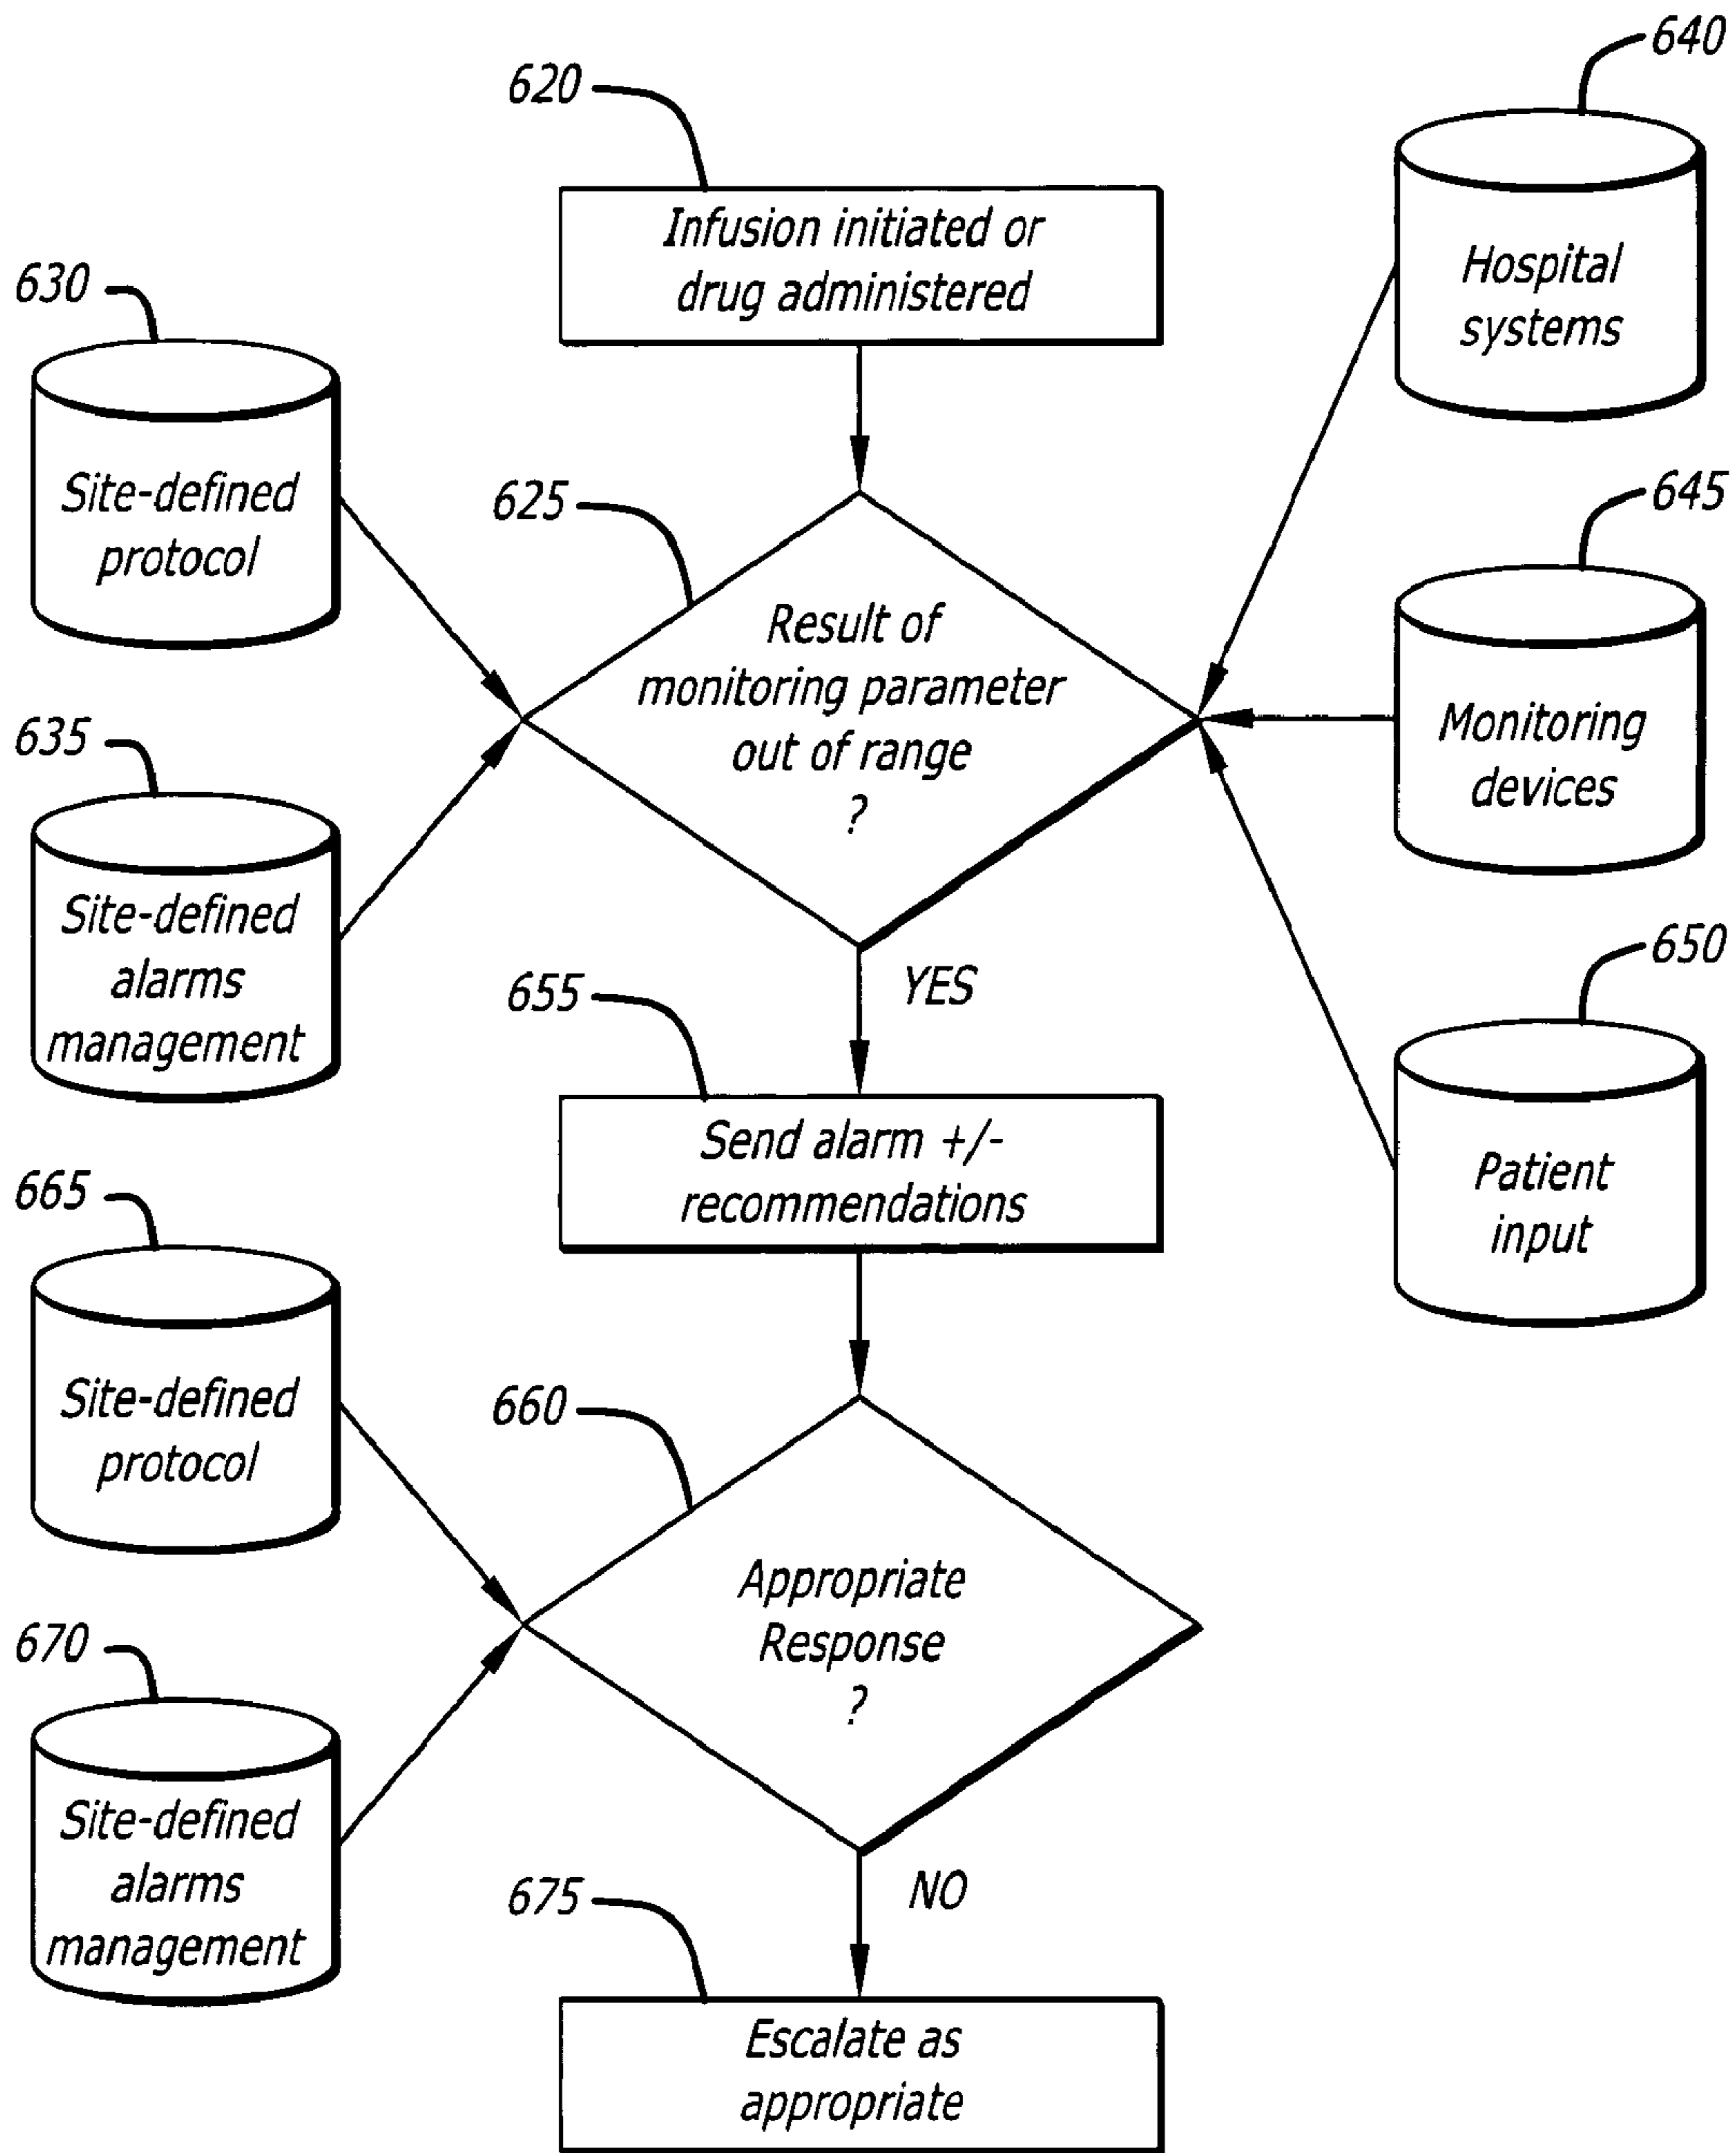 640
620
Infusion initiated or
drug administered
Hospital
systems
630
Site-defined
protocol
625
645
Result of
monitoring parameter
out of range
?
Monitoring
devices
635
Site-defined
alarms
management
650
YES
655
Send alarm +/-
recommendations
Patient
input
665
Site-defined
protocol
660
Appropriate
Response
?
670
Site-defined
alarms
management
NO
675
Escalate as
appropriate